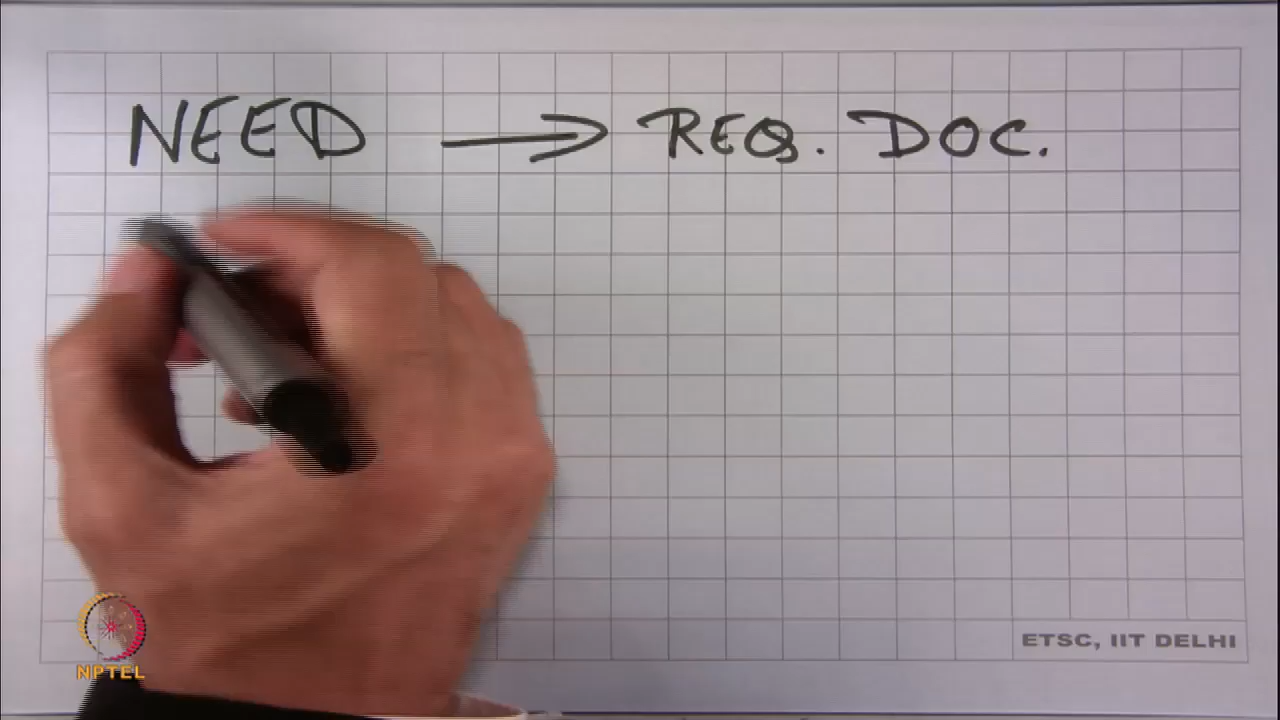 NEED → REQ. DOC.
ETSC, IIT DELHI
NPTEL